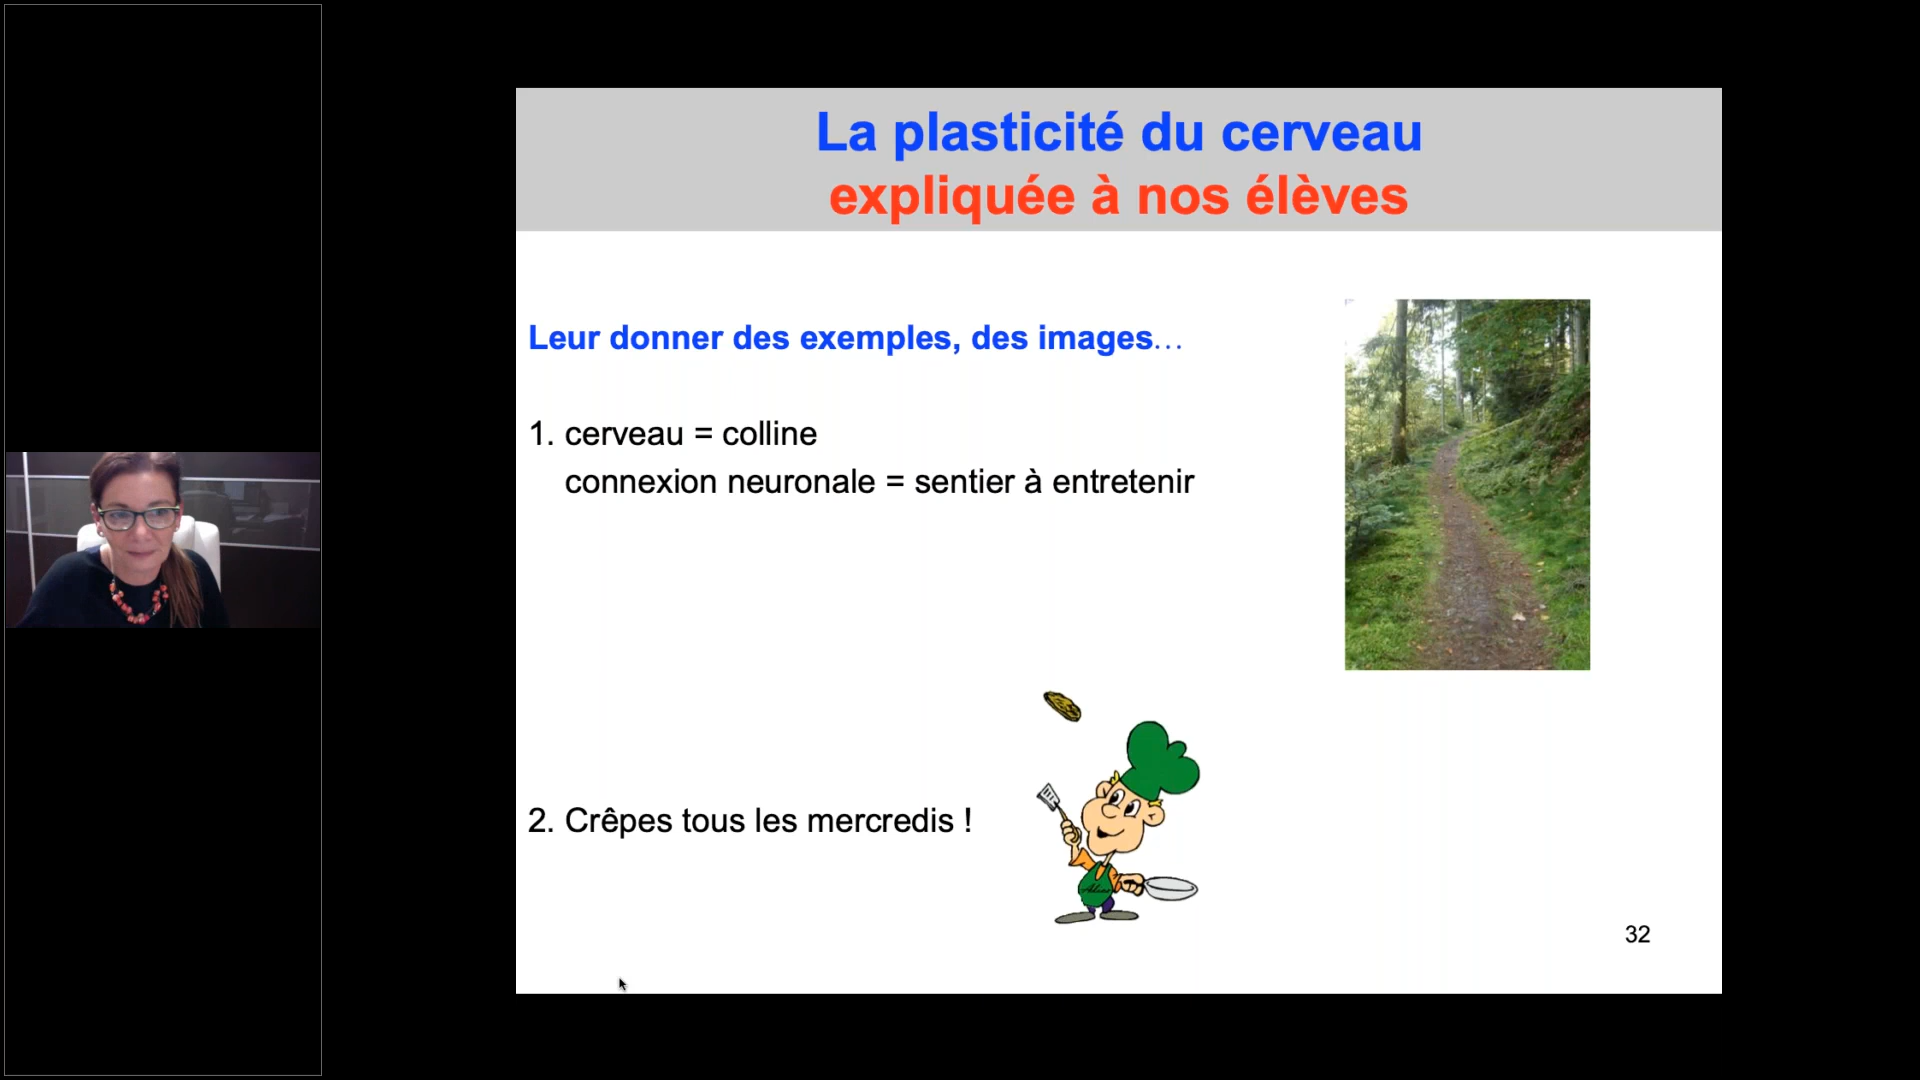 La plasticité du cerveau
expliquée à nos élèves
Leur donner des exemples, des images…
1. cerveau = colline
connexion neuronale = sentier à entretenir
2. Crêpes tous les mercredis !
32